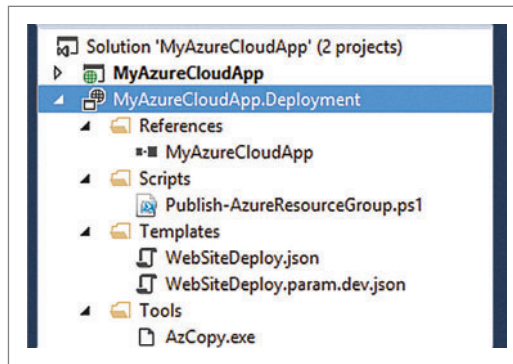 Solution 'MyAzureCloudApp' (2 projects)
MyAzureCloudApp
MyAzureCloudApp.Deployment
References
MyAzureCloudApp
Scripts
Publish-AzureResourceGroup.ps1
Templates
WebSiteDeploy.json
WebSiteDeploy.param.dev.json
Tools
AzCopy.exe